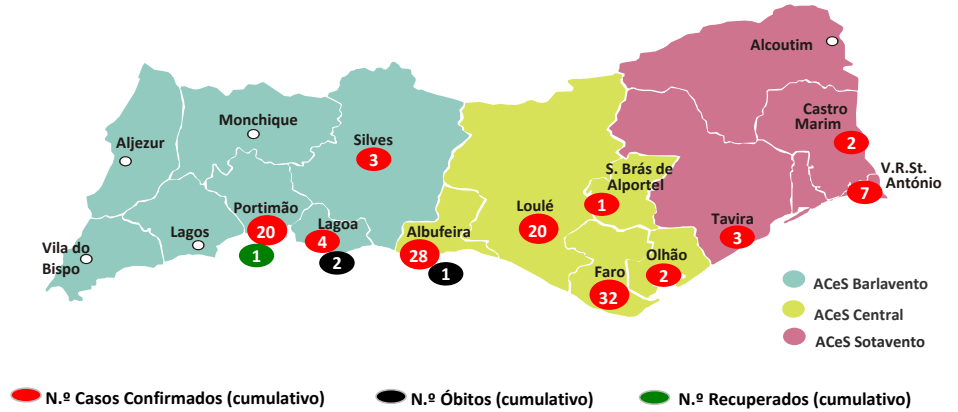 Alcoutim
Castro
Marim
2
V.R.St.
António
7
Monchique
Aljezur
Silves
3
S. Brás de
Alportel
1
Portimão
20
1
Lagoa
4
2
Loulé
20
Tavira
3
Lagos
Albufeira
28
1
Vila do
Bispo
Olhão
2
Faro
32
ACeS Barlavento
ACeS Central
ACeS Sotavento
N.º Casos Confirmados (cumulativo)
N.º Óbitos (cumulativo)
N.º Recuperados (cumulativo)